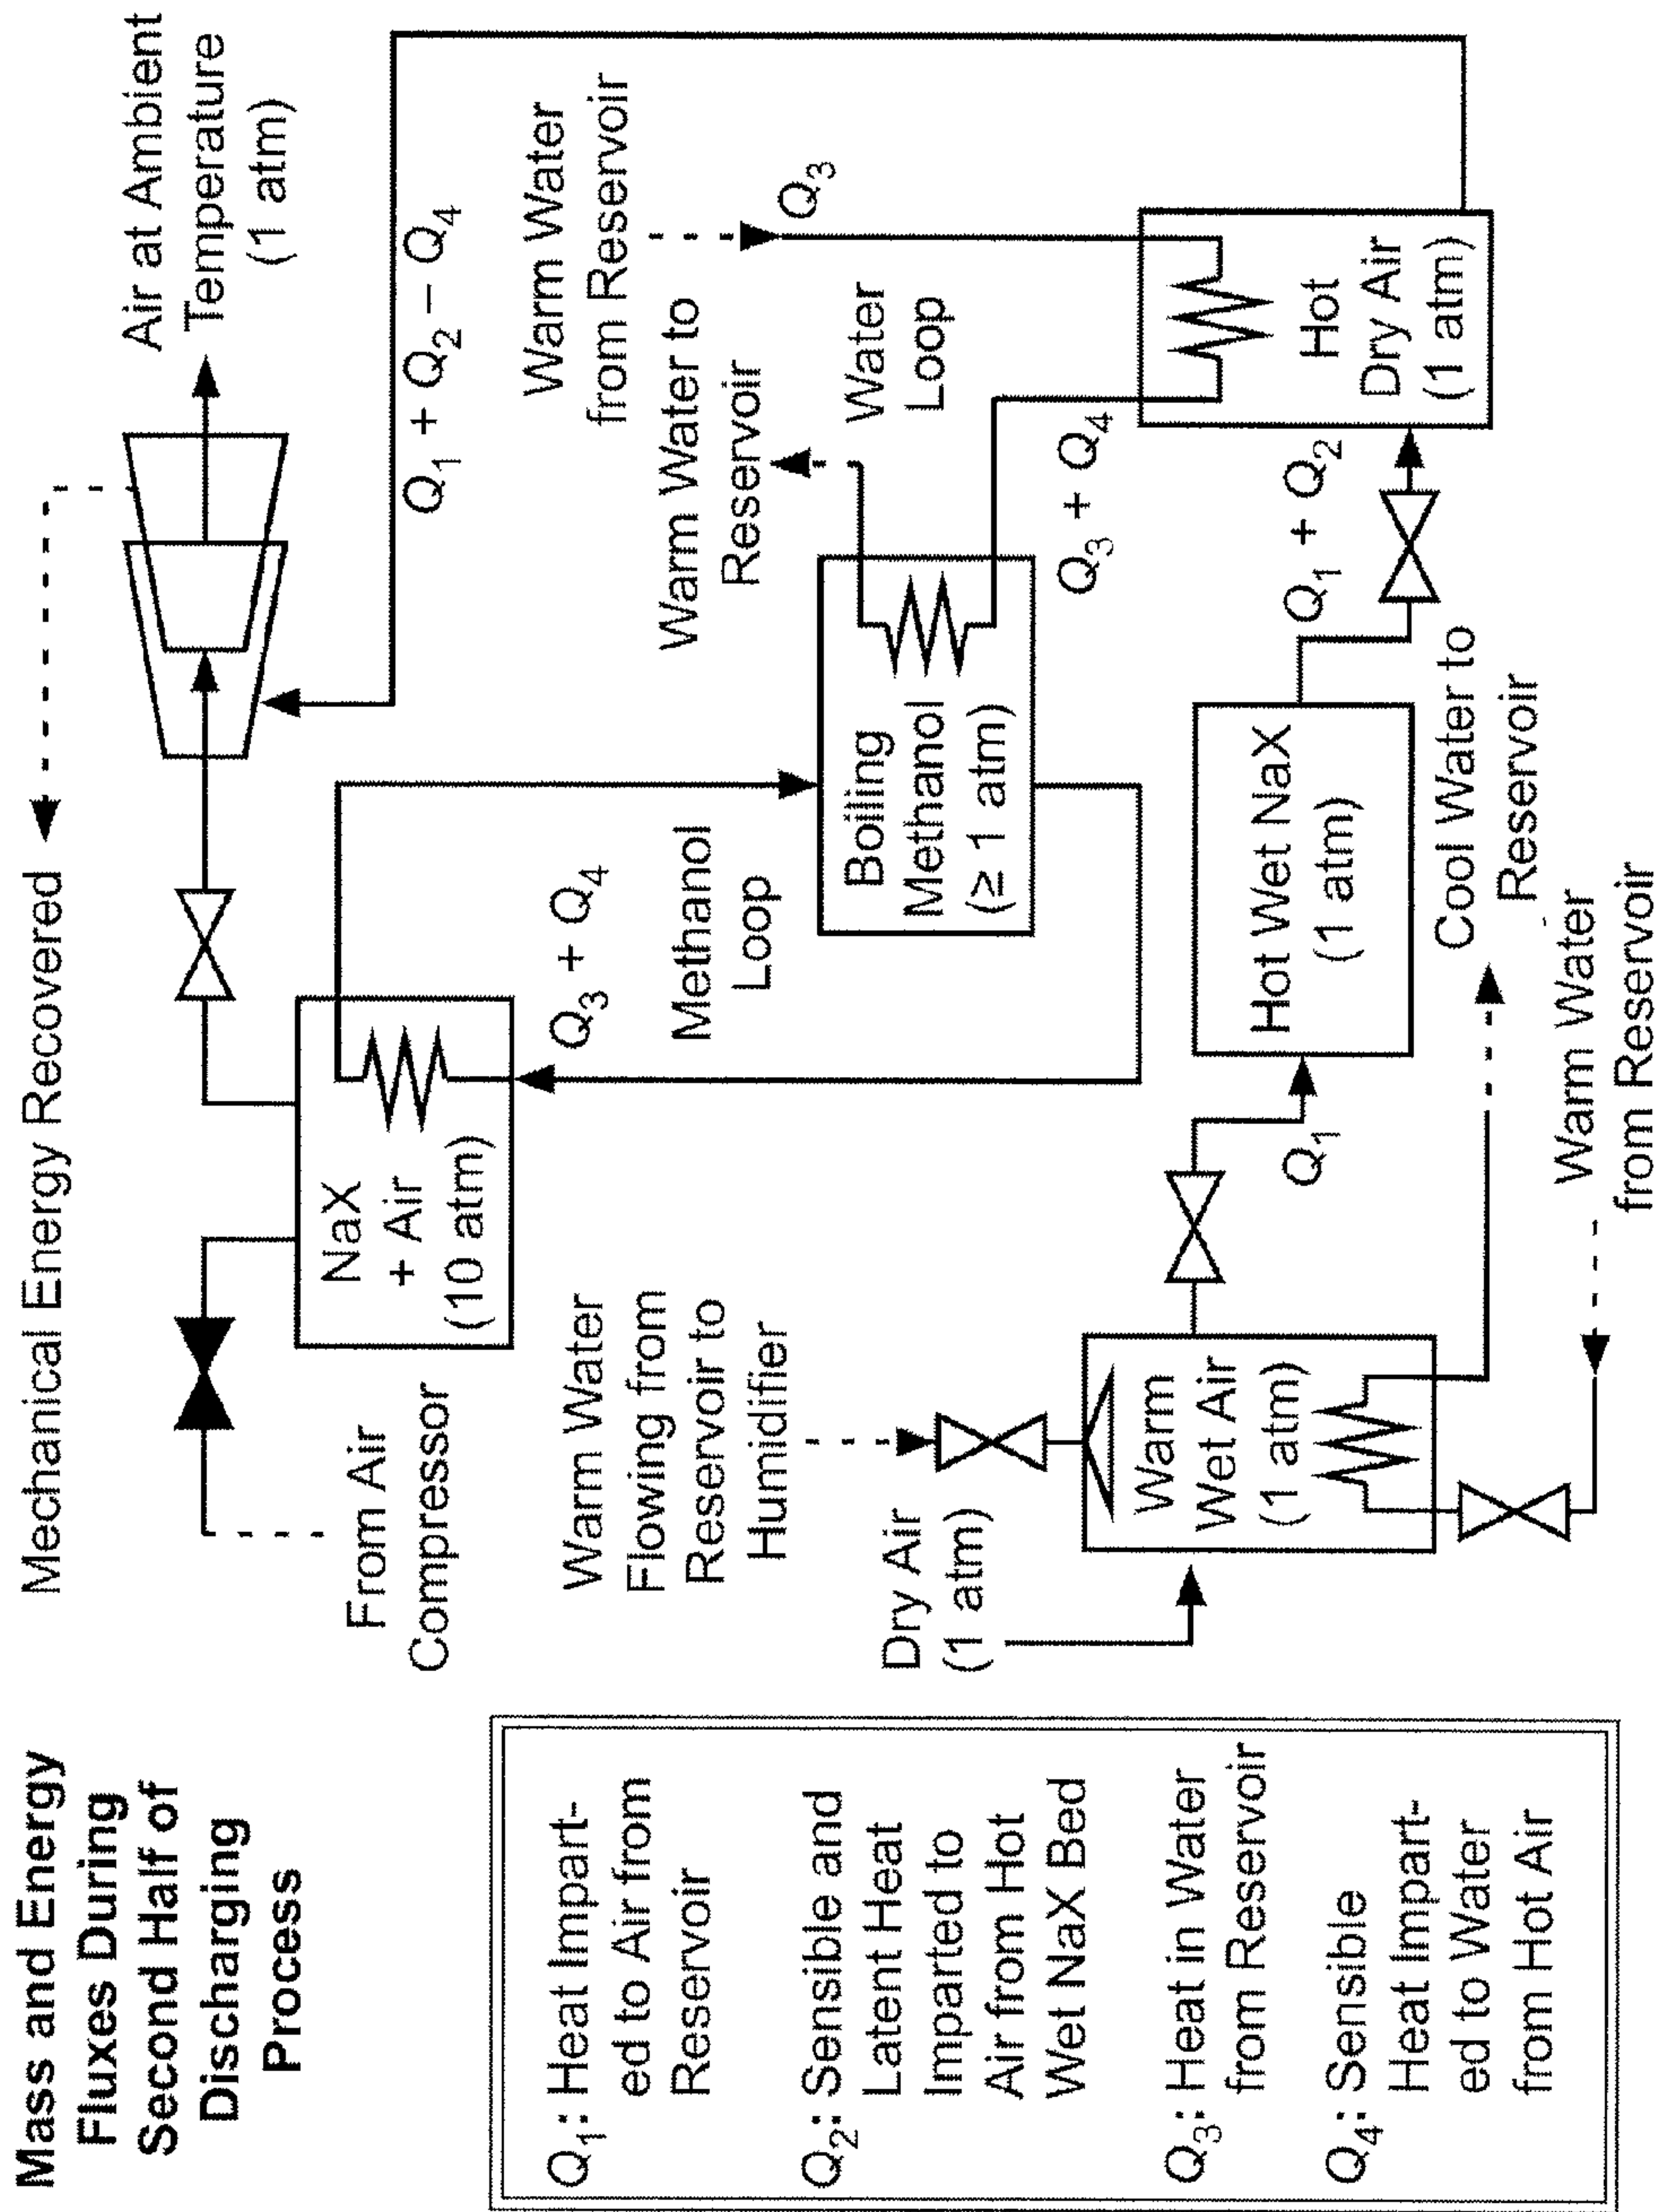 Mass and Energy
Fluxes During
Second Half of
Discharging
Process
Q1: Heat Impart-
ed to Air from
Reservoir
Q2: Sensible and
Latent Heat
Imparted to
Air from Hot
Wet NaX Bed
Q3: Heat in Water
from Reservoir
Q4: Sensible
Heat Impart-
ed to Water
from Hot Air
Mechanical Energy Recovered
Air at Ambient
Temperature
(1 atm)
From Air
Compressor
NaX
+ Air
(10 atm)
Q3 + Q4
Q1 + Q2 − Q4
Methanol
Loop
Warm Water
from Reservoir
Q3
Warm Water to
Reservoir
Water
Loop
Boiling
Methanol
(≥ 1 atm)
Q3 + Q4
Hot
Dry Air
(1 atm)
Warm Water
Flowing from
Reservoir to
Humidifier
Dry Air
(1 atm)
Warm
Wet Air
(1 atm)
Q1
Hot Wet NaX
(1 atm)
Q1 + Q2
Cool Water to
Reservoir
Warm Water
from Reservoir